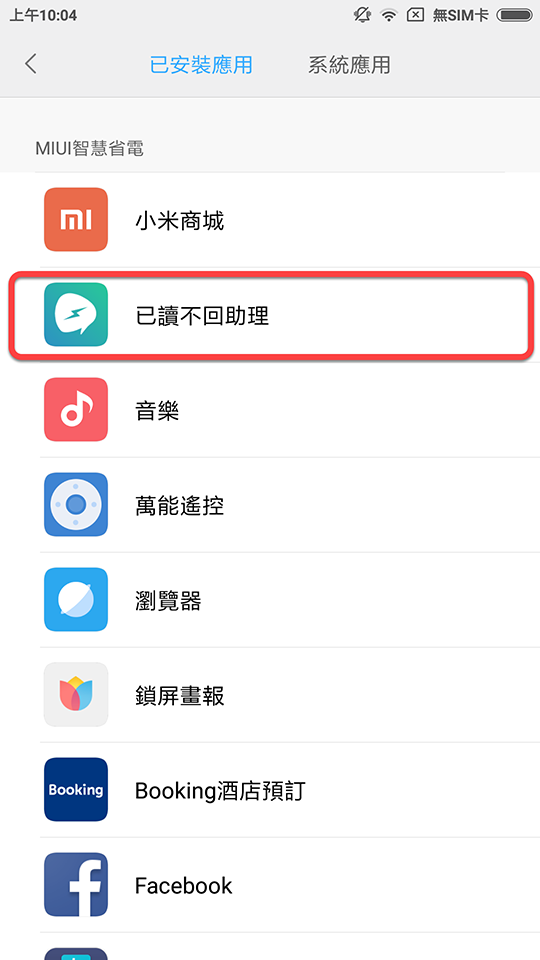 上午10:04 無SIM卡
已安裝應用 系統應用
MIUI智慧省電
mi
小米商城
已讀不回助理
音樂
萬能遙控
瀏覽器
鎖屏畫報
Booking
Booking酒店預訂
f
Facebook